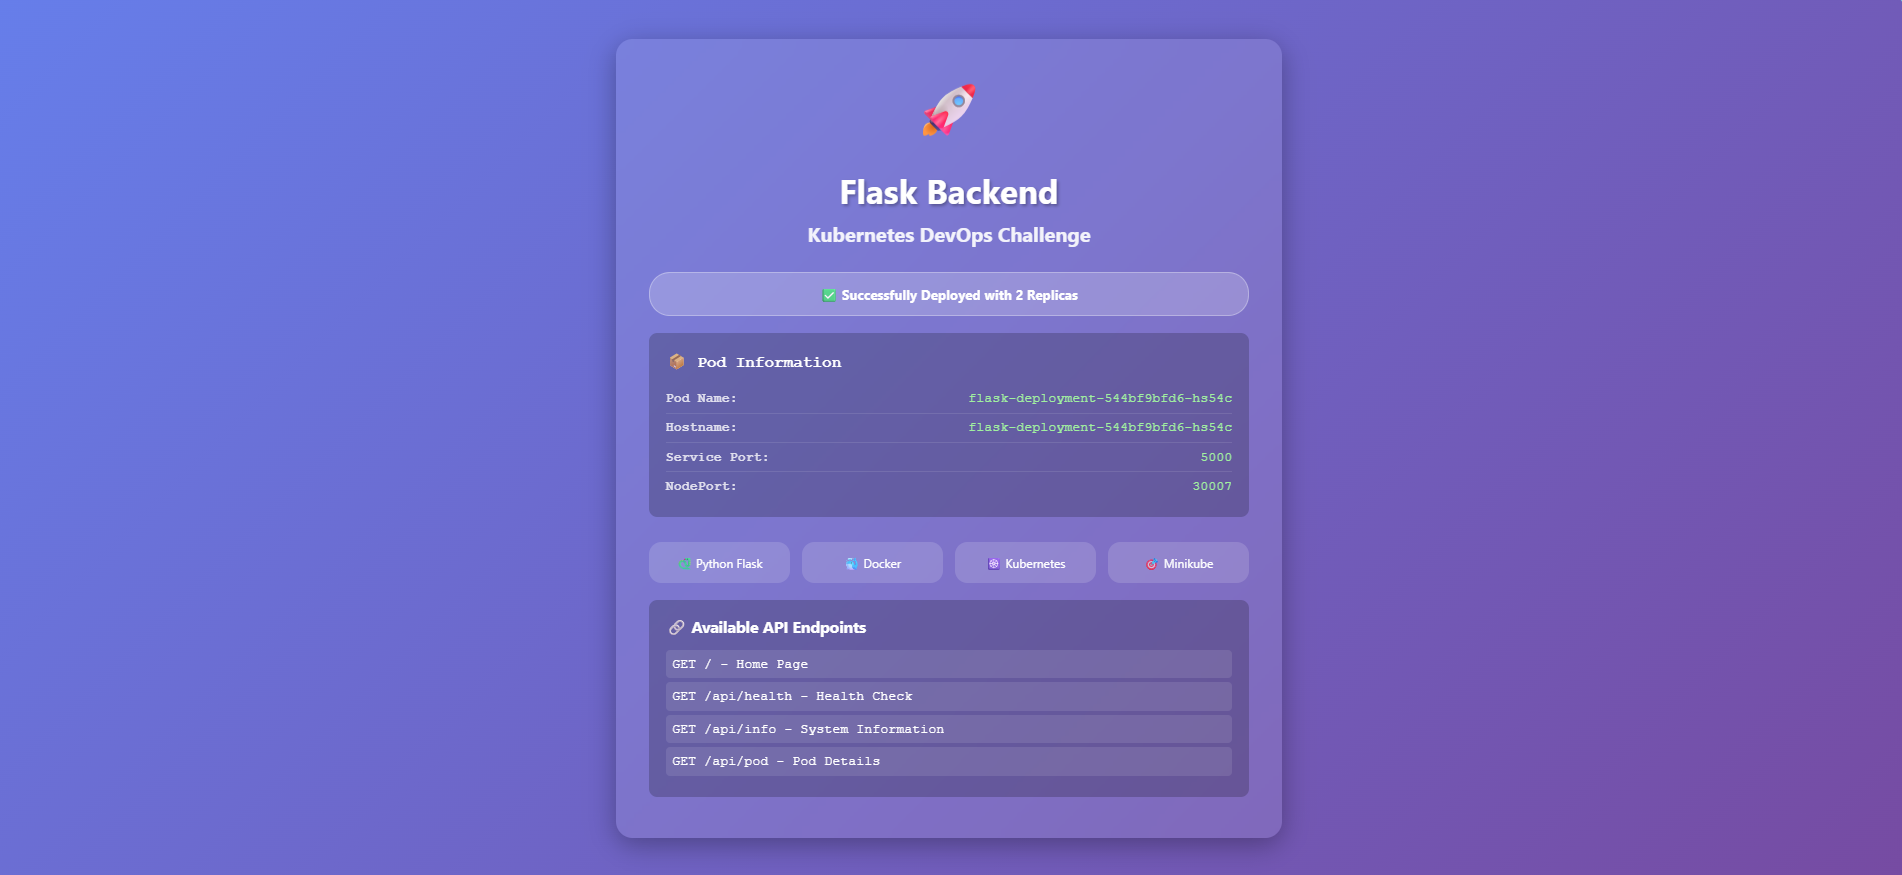 Flask Backend
Kubernetes DevOps Challenge
✅ Successfully Deployed with 2 Replicas
📦 Pod Information
Pod Name: flask-deployment-544bf9bfd6-hs54c
Hostname: flask-deployment-544bf9bfd6-hs54c
Service Port: 5000
NodePort: 30007
Python Flask
Docker
Kubernetes
Minikube
🔗 Available API Endpoints
GET / - Home Page
GET /api/health - Health Check
GET /api/info - System Information
GET /api/pod - Pod Details